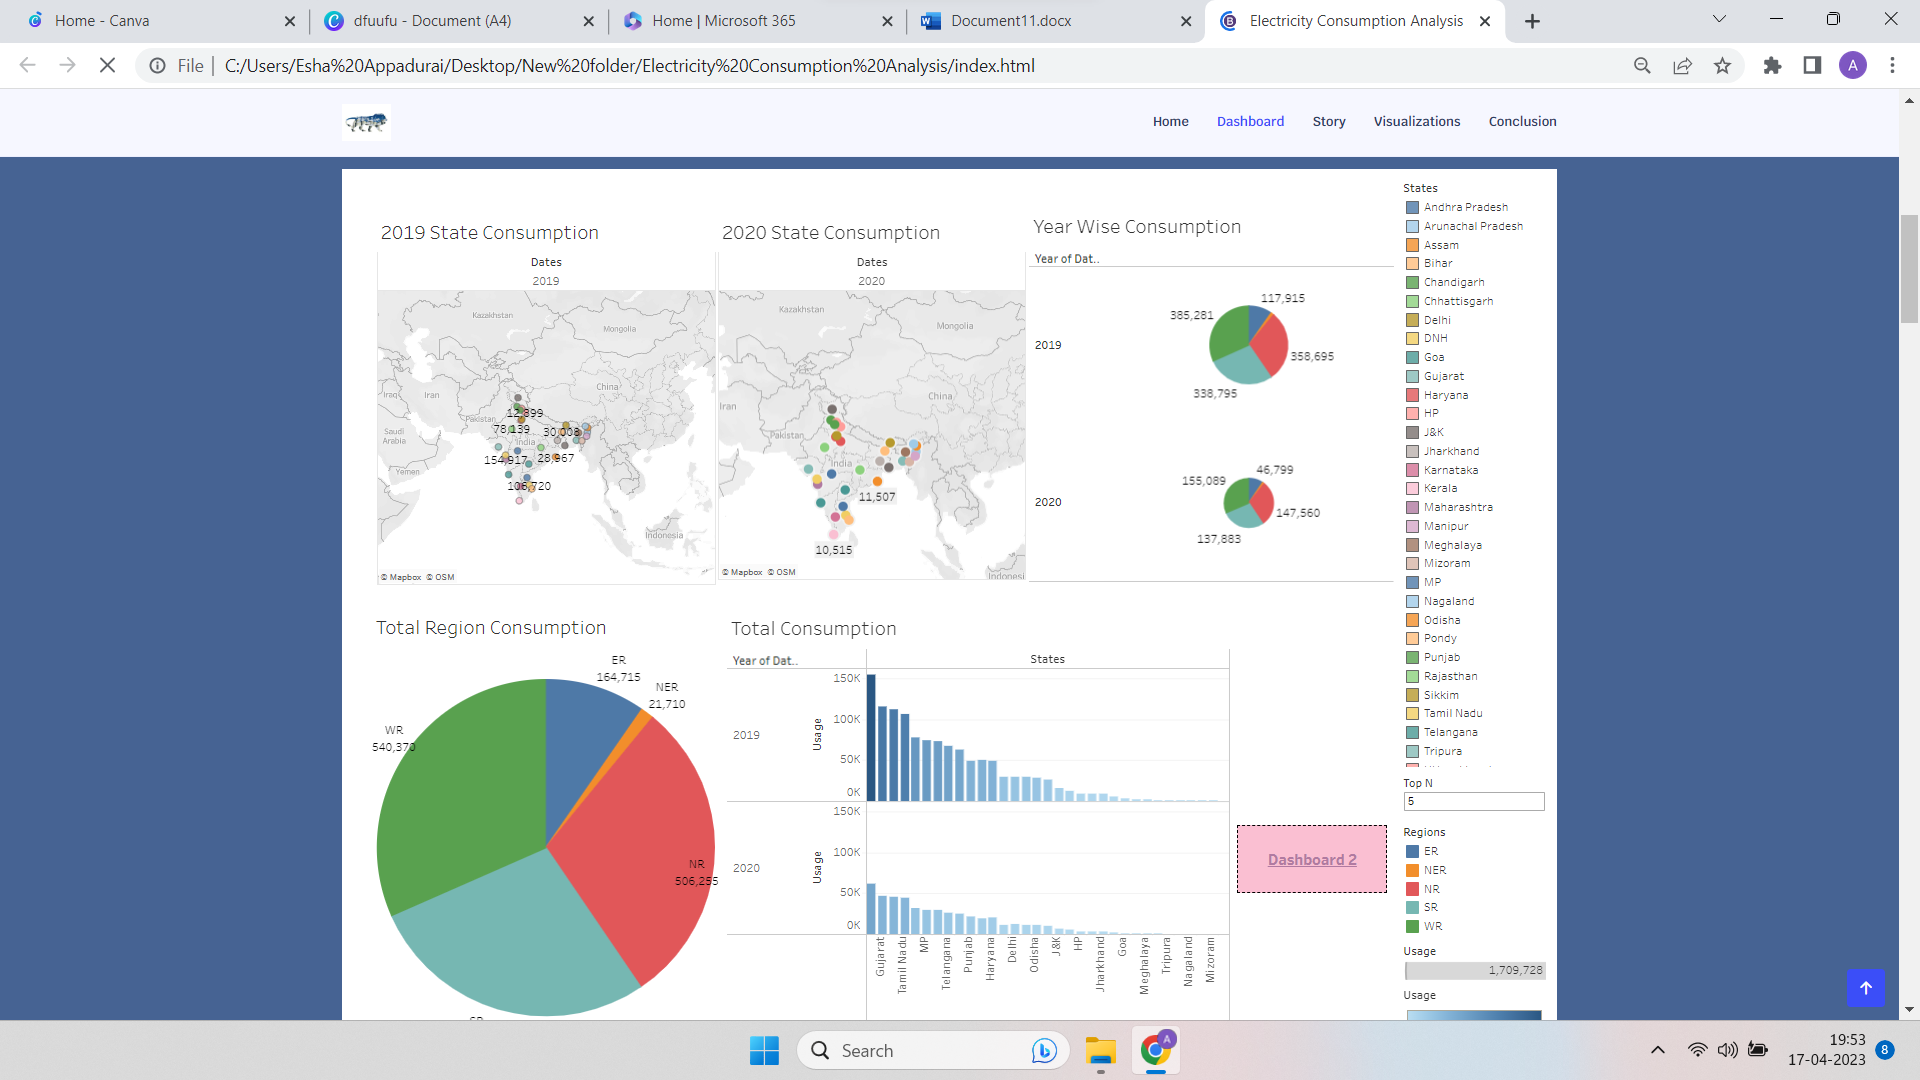 Home - Canva
dfuufu - Document (A4)
Home | Microsoft 365
Document11.docx
Electricity Consumption Analysis
File
C:/Users/Esha%20Appadurai/Desktop/New%20folder/Electricity%20Consumption%20Analysis/index.html
A
Home
Dashboard
Story
Visualizations
Conclusion
2019 State Consumption
Dates
2019
Kazakhstan
Mongolia
China
Iraq
Iran
Pakistan
Saudi
Arabia
India
Yemen
Indonesia
12,899
78,139
30,008
154,917
28,967
106,720
© Mapbox © OSM
2020 State Consumption
Dates
2020
Kazakhstan
Mongolia
China
Iran
Pakistan
India
11,507
10,515
Indonesi
© Mapbox © OSM
Year Wise Consumption
Year of Dat..
2019
117,915
385,281
358,695
338,795
2020
46,799
155,089
147,560
137,883
States
Andhra Pradesh
Arunachal Pradesh
Assam
Bihar
Chandigarh
Chhattisgarh
Delhi
DNH
Goa
Gujarat
Haryana
HP
J&K
Jharkhand
Karnataka
Kerala
Maharashtra
Manipur
Meghalaya
Mizoram
MP
Nagaland
Odisha
Pondy
Punjab
Rajasthan
Sikkim
Tamil Nadu
Telangana
Tripura
Top N
5
Regions
ER
NER
NR
SR
WR
Usage
1,709,728
Usage
Total Region Consumption
ER
164,715
NER
21,710
WR
540,370
NR
506,255
Total Consumption
Year of Dat..
States
2019
Usage
150K
100K
50K
0K
2020
Usage
150K
100K
50K
0K
Gujarat
Tamil Nadu
MP
Telangana
Punjab
Haryana
Delhi
Odisha
J&K
HP
Jharkhand
Goa
Meghalaya
Tripura
Nagaland
Mizoram
Dashboard 2
Search
A
19:53
17-04-2023
8